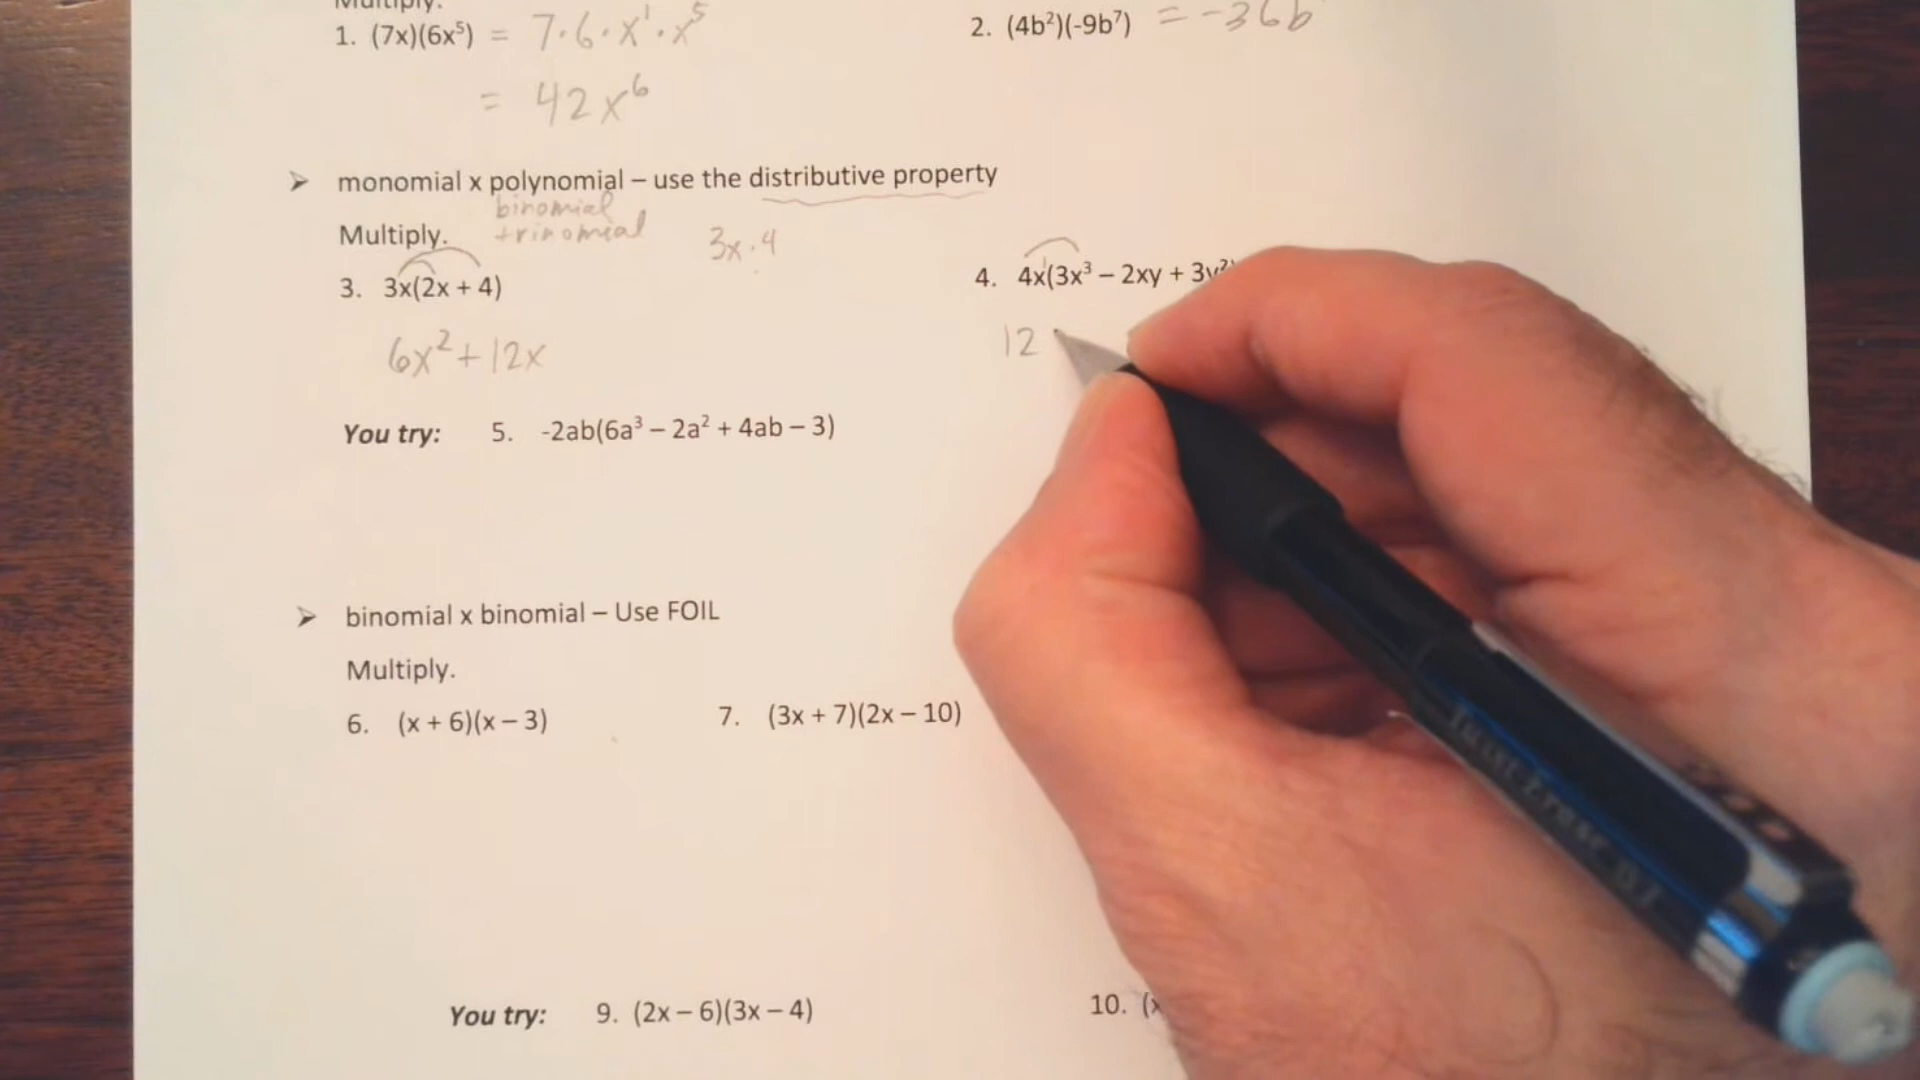 Multiply.
1. (7x)(6x⁵) = 7·6·x¹·x⁵
= 42x⁶
2. (4b²)(-9b⁷) = -36b
➢ monomial x polynomial – use the distributive property
binomial
Multiply. trinomial 3x·4
3. 3x(2x + 4)
6x² + 12x
4. 4x(3x³ – 2xy + 3y²
12
You try: 5. -2ab(6a³ – 2a² + 4ab – 3)
➢ binomial x binomial – Use FOIL
Multiply.
6. (x + 6)(x – 3) 7. (3x + 7)(2x – 10)
You try: 9. (2x – 6)(3x – 4) 10. (x